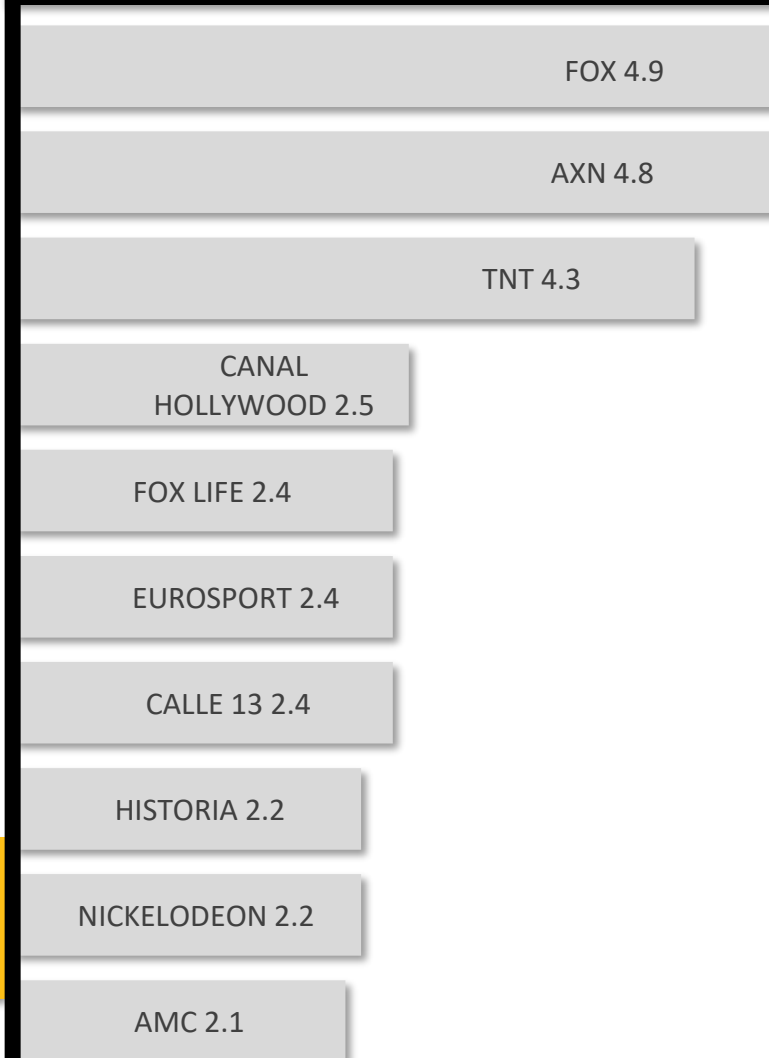 FOX 4.9
AXN 4.8
TNT 4.3
CANAL
HOLLYWOOD 2.5
FOX LIFE 2.4
EUROSPORT 2.4
CALLE 13 2.4
HISTORIA 2.2
NICKELODEON 2.2
AMC 2.1